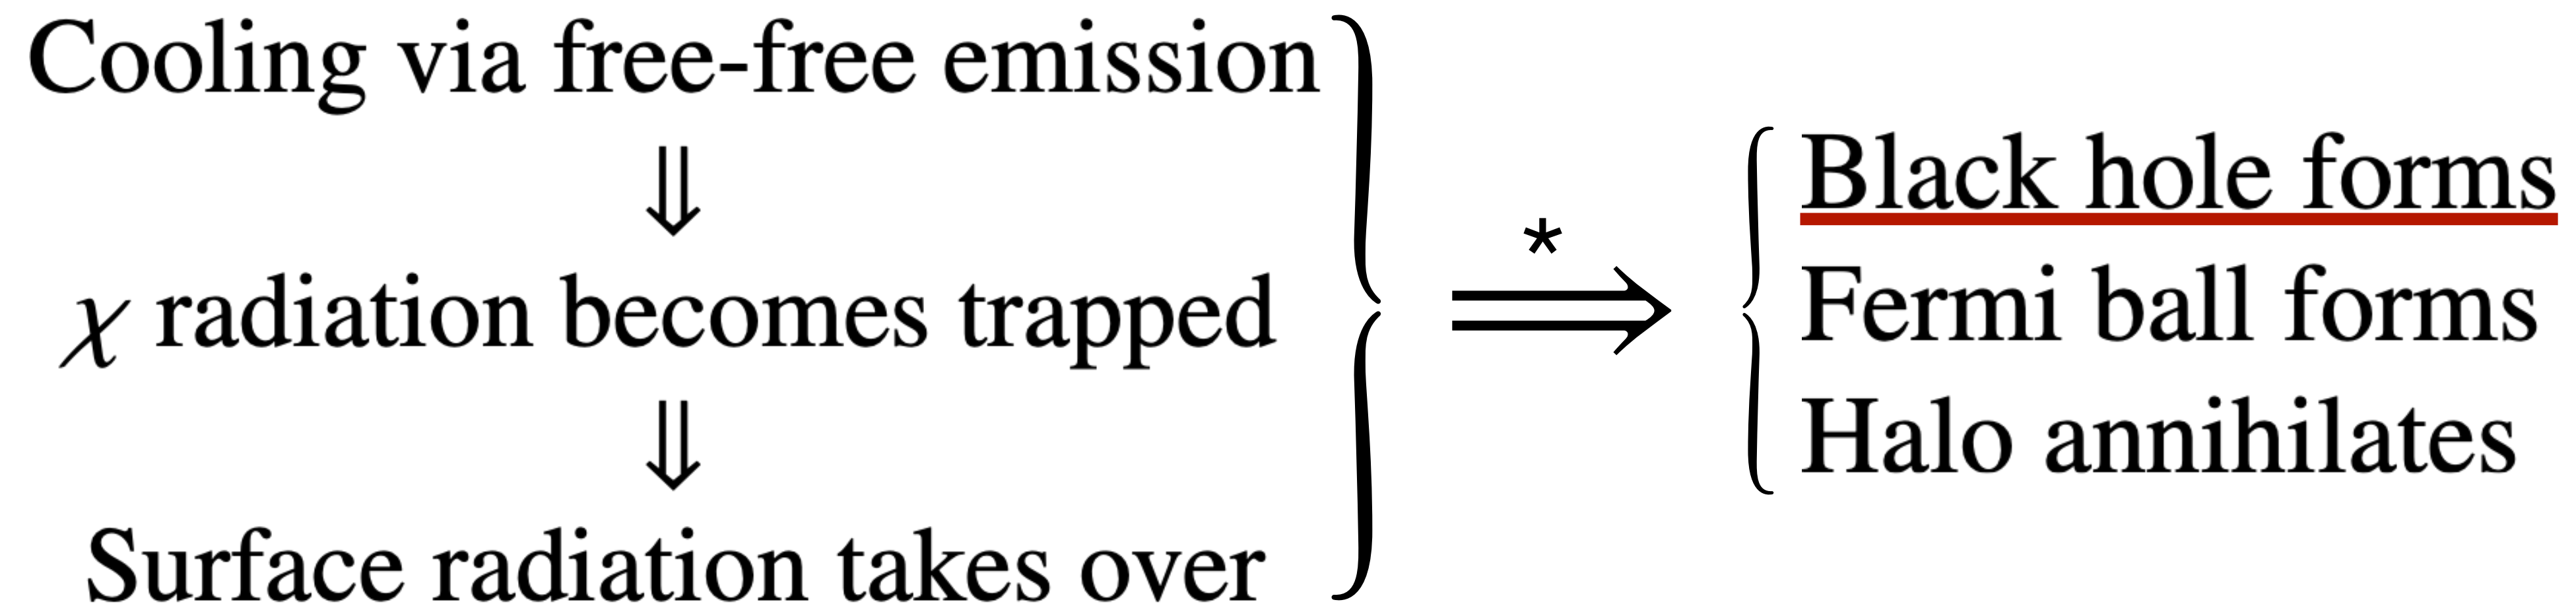 Cooling via free-free emission
⇓
χ radiation becomes trapped
⇓
Surface radiation takes over
*
⟹
Black hole forms
Fermi ball forms
Halo annihilates